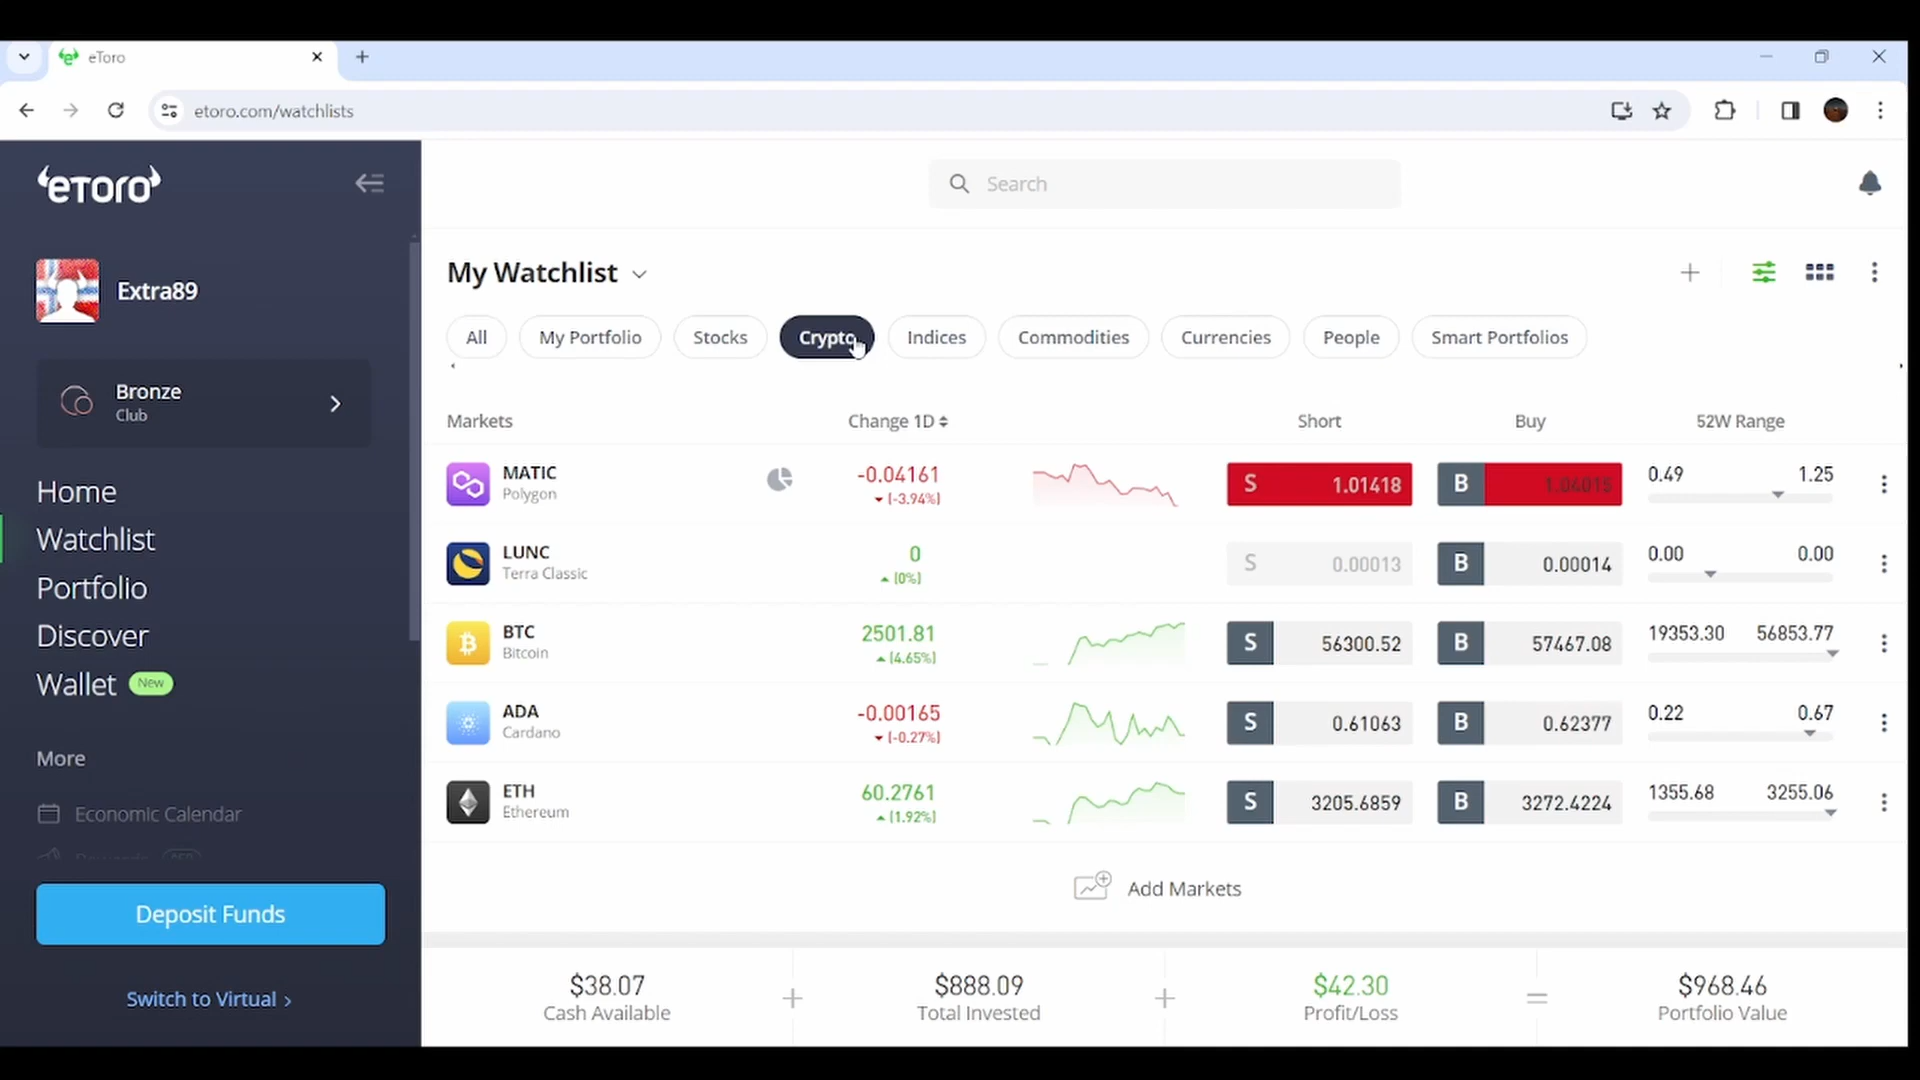 eToro
etoro.com/watchlists
eToro
Search
Extra89
Bronze
Club
Home
Watchlist
Portfolio
Discover
Wallet New
More
Economic Calendar
Deposit Funds
Switch to Virtual >
My Watchlist
All My Portfolio Stocks Crypto Indices Commodities Currencies People Smart Portfolios
Markets Change 1D Short Buy 52W Range
MATIC
Polygon
-0.04161
(-3.94%)
S 1.01418 B 1.04015 0.49 1.25
LUNC
Terra Classic
0
(0%)
S 0.00013 B 0.00014 0.00 0.00
BTC
Bitcoin
2501.81
(4.65%)
S 56300.52 B 57467.08 19353.30 56853.77
ADA
Cardano
-0.00165
(-0.27%)
S 0.61063 B 0.62377 0.22 0.67
ETH
Ethereum
60.2761
(1.92%)
S 3205.6859 B 3272.4224 1355.68 3255.06
Add Markets
$38.07 + $888.09 + $42.30 = $968.46
Cash Available Total Invested Profit/Loss Portfolio Value